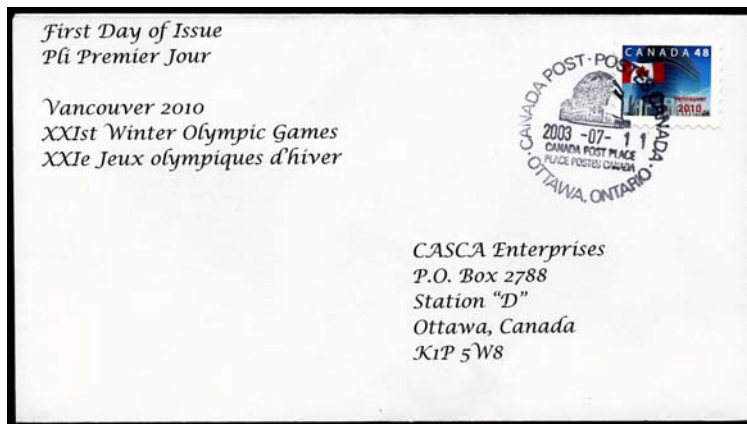 First Day of Issue
Pli Premier Jour
Vancouver 2010
XXIst Winter Olympic Games
XXIe Jeux olympiques d'hiver
CANADA 48
Vancouver
2010
CANADA POST · POSTES CANADA ·
2003 -07- 11
CANADA POST PLACE
PLACE POSTES CANADA
· OTTAWA, ONTARIO ·
CASCA Enterprises
P.O. Box 2788
Station “D”
Ottawa, Canada
K1P 5W8